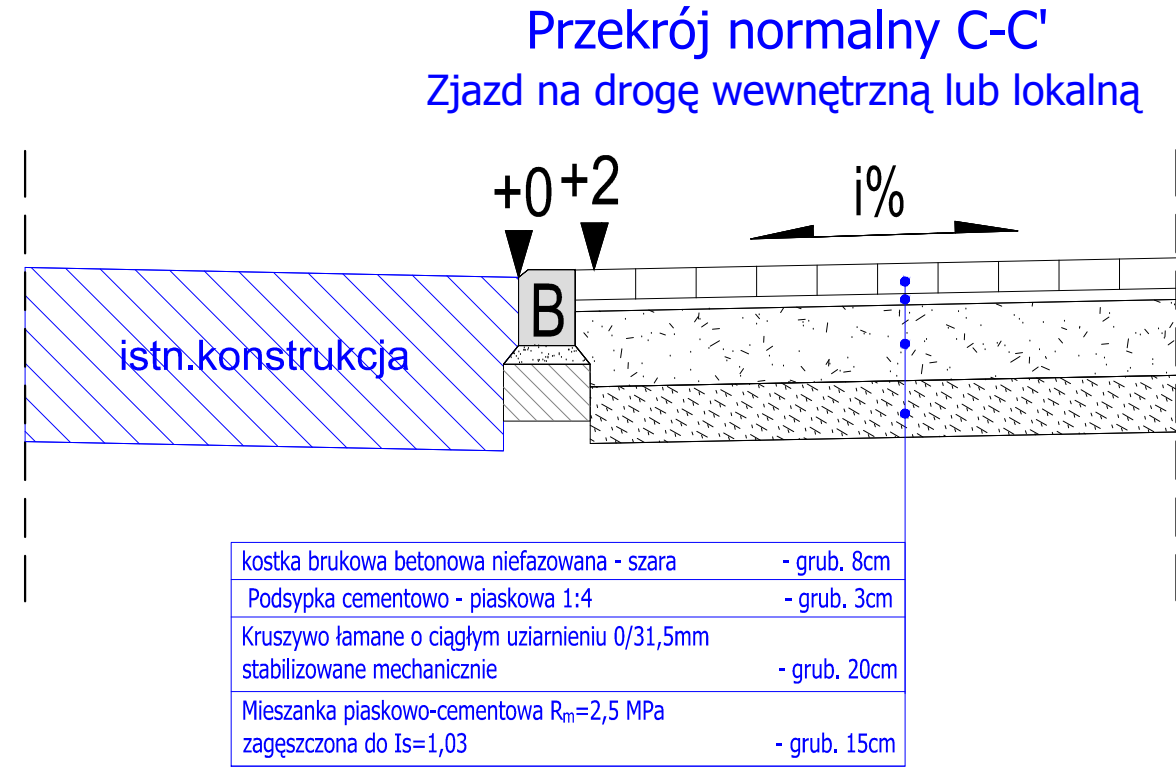 Przekrój normalny C-C'
Zjazd na drogę wewnętrzną lub lokalną
+0 +2
i%
B
istn.konstrukcja
kostka brukowa betonowa niefazowana - szara - grub. 8cm
Podsypka cementowo - piaskowa 1:4 - grub. 3cm
Kruszywo łamane o ciągłym uziarnieniu 0/31,5mm
stabilizowane mechanicznie - grub. 20cm
Mieszanka piaskowo-cementowa Rₘ=2,5 MPa
zagęszczona do Is=1,03 - grub. 15cm